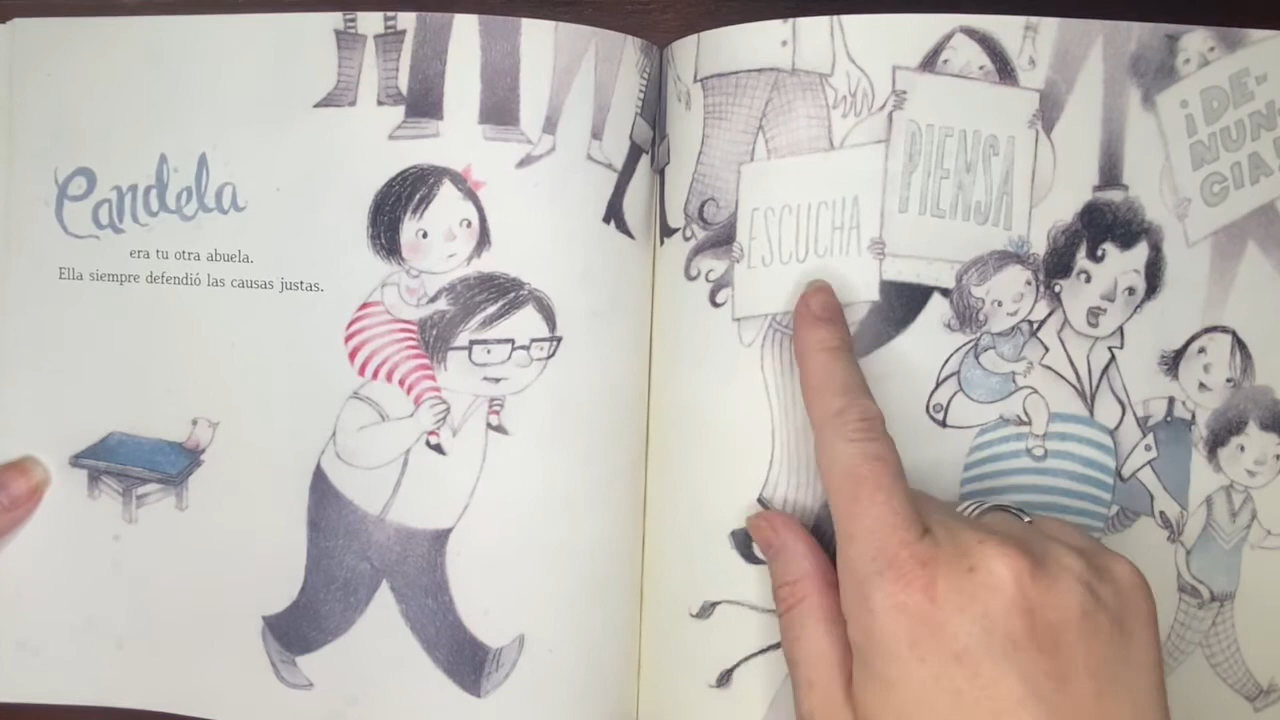 Candela
era tu otra abuela.
Ella siempre defendió las causas justas.
ESCUCHA
PIENSA
¡DE-
NUN
CIA!